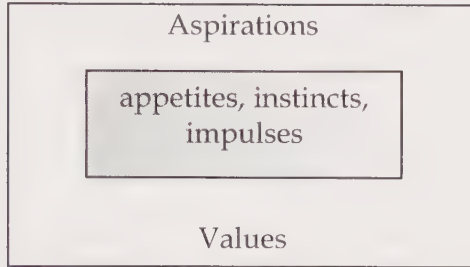 Aspirations
appetites, instincts,
impulses
Values